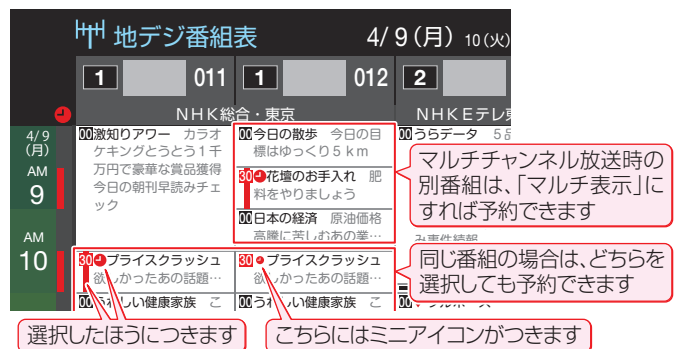 地デジ番組表 4/9(月) 10(火)
1 011 1 012 2
NHK総合・東京 NHKEテレ
4/9
(月)
AM
9
AM
10
00激知りアワー カラオ
ケキングとうとう1千
万円で豪華な賞品獲得
今日の朝刊早読みチェ
ック
30プライスクラッシュ
欲しかったあの話題…
00うれしい健康家族 こ
00今日の散歩 今日の目
標はゆっくり5km
30花壇のお手入れ 肥
料をやりましょう
00日本の経済 原油価格
高騰に苦しむあの業…
30プライスクラッシュ
欲しかったあの話題…
00うれしい健康家族 こ
00うらデータ 5
マルチチャンネル放送時の
別番組は、「マルチ表示」に
すれば予約できます
同じ番組の場合は、どちらを
選択しても予約できます
選択したほうにつきます
こちらにはミニアイコンがつきます